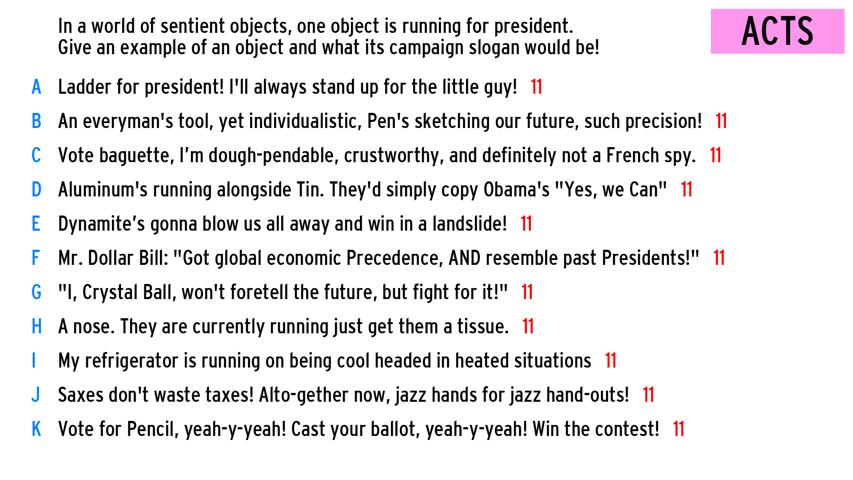 In a world of sentient objects, one object is running for president.
Give an example of an object and what its campaign slogan would be!
ACTS
A Ladder for president! I'll always stand up for the little guy! 11
B An everyman's tool, yet individualistic, Pen's sketching our future, such precision! 11
C Vote baguette, I’m dough-pendable, crustworthy, and definitely not a French spy. 11
D Aluminum's running alongside Tin. They'd simply copy Obama's "Yes, we Can" 11
E Dynamite’s gonna blow us all away and win in a landslide! 11
F Mr. Dollar Bill: "Got global economic Precedence, AND resemble past Presidents!" 11
G "I, Crystal Ball, won't foretell the future, but fight for it!" 11
H A nose. They are currently running just get them a tissue. 11
I My refrigerator is running on being cool headed in heated situations 11
J Saxes don't waste taxes! Alto-gether now, jazz hands for jazz hand-outs! 11
K Vote for Pencil, yeah-y-yeah! Cast your ballot, yeah-y-yeah! Win the contest! 11